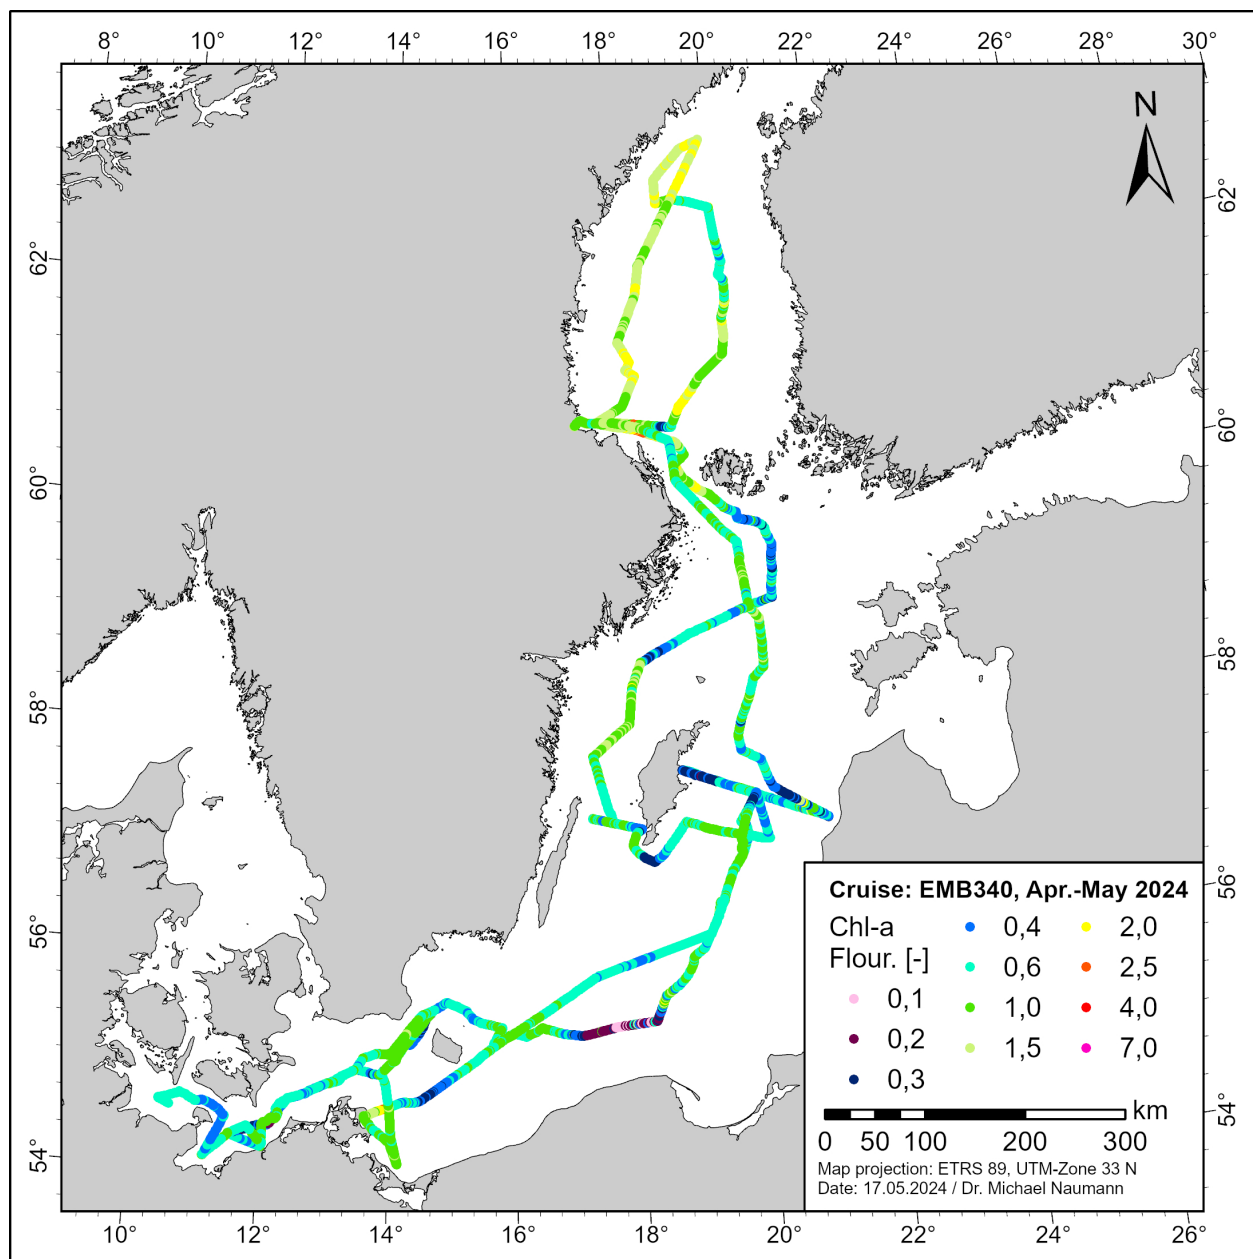 8° 10° 12° 14° 16° 18° 20° 22° 24° 26° 28° 30°
N
62° 62°
60° 60°
58° 58°
56° 56°
54° 54°
Cruise: EMB340, Apr.-May 2024
Chl-a
Flour. [-]
0,1
0,2
0,3
0,4
0,6
1,0
1,5
2,0
2,5
4,0
7,0
km
0 50 100 200 300
Map projection: ETRS 89, UTM-Zone 33 N
Date: 17.05.2024 / Dr. Michael Naumann
10° 12° 14° 16° 18° 20° 22° 24° 26°